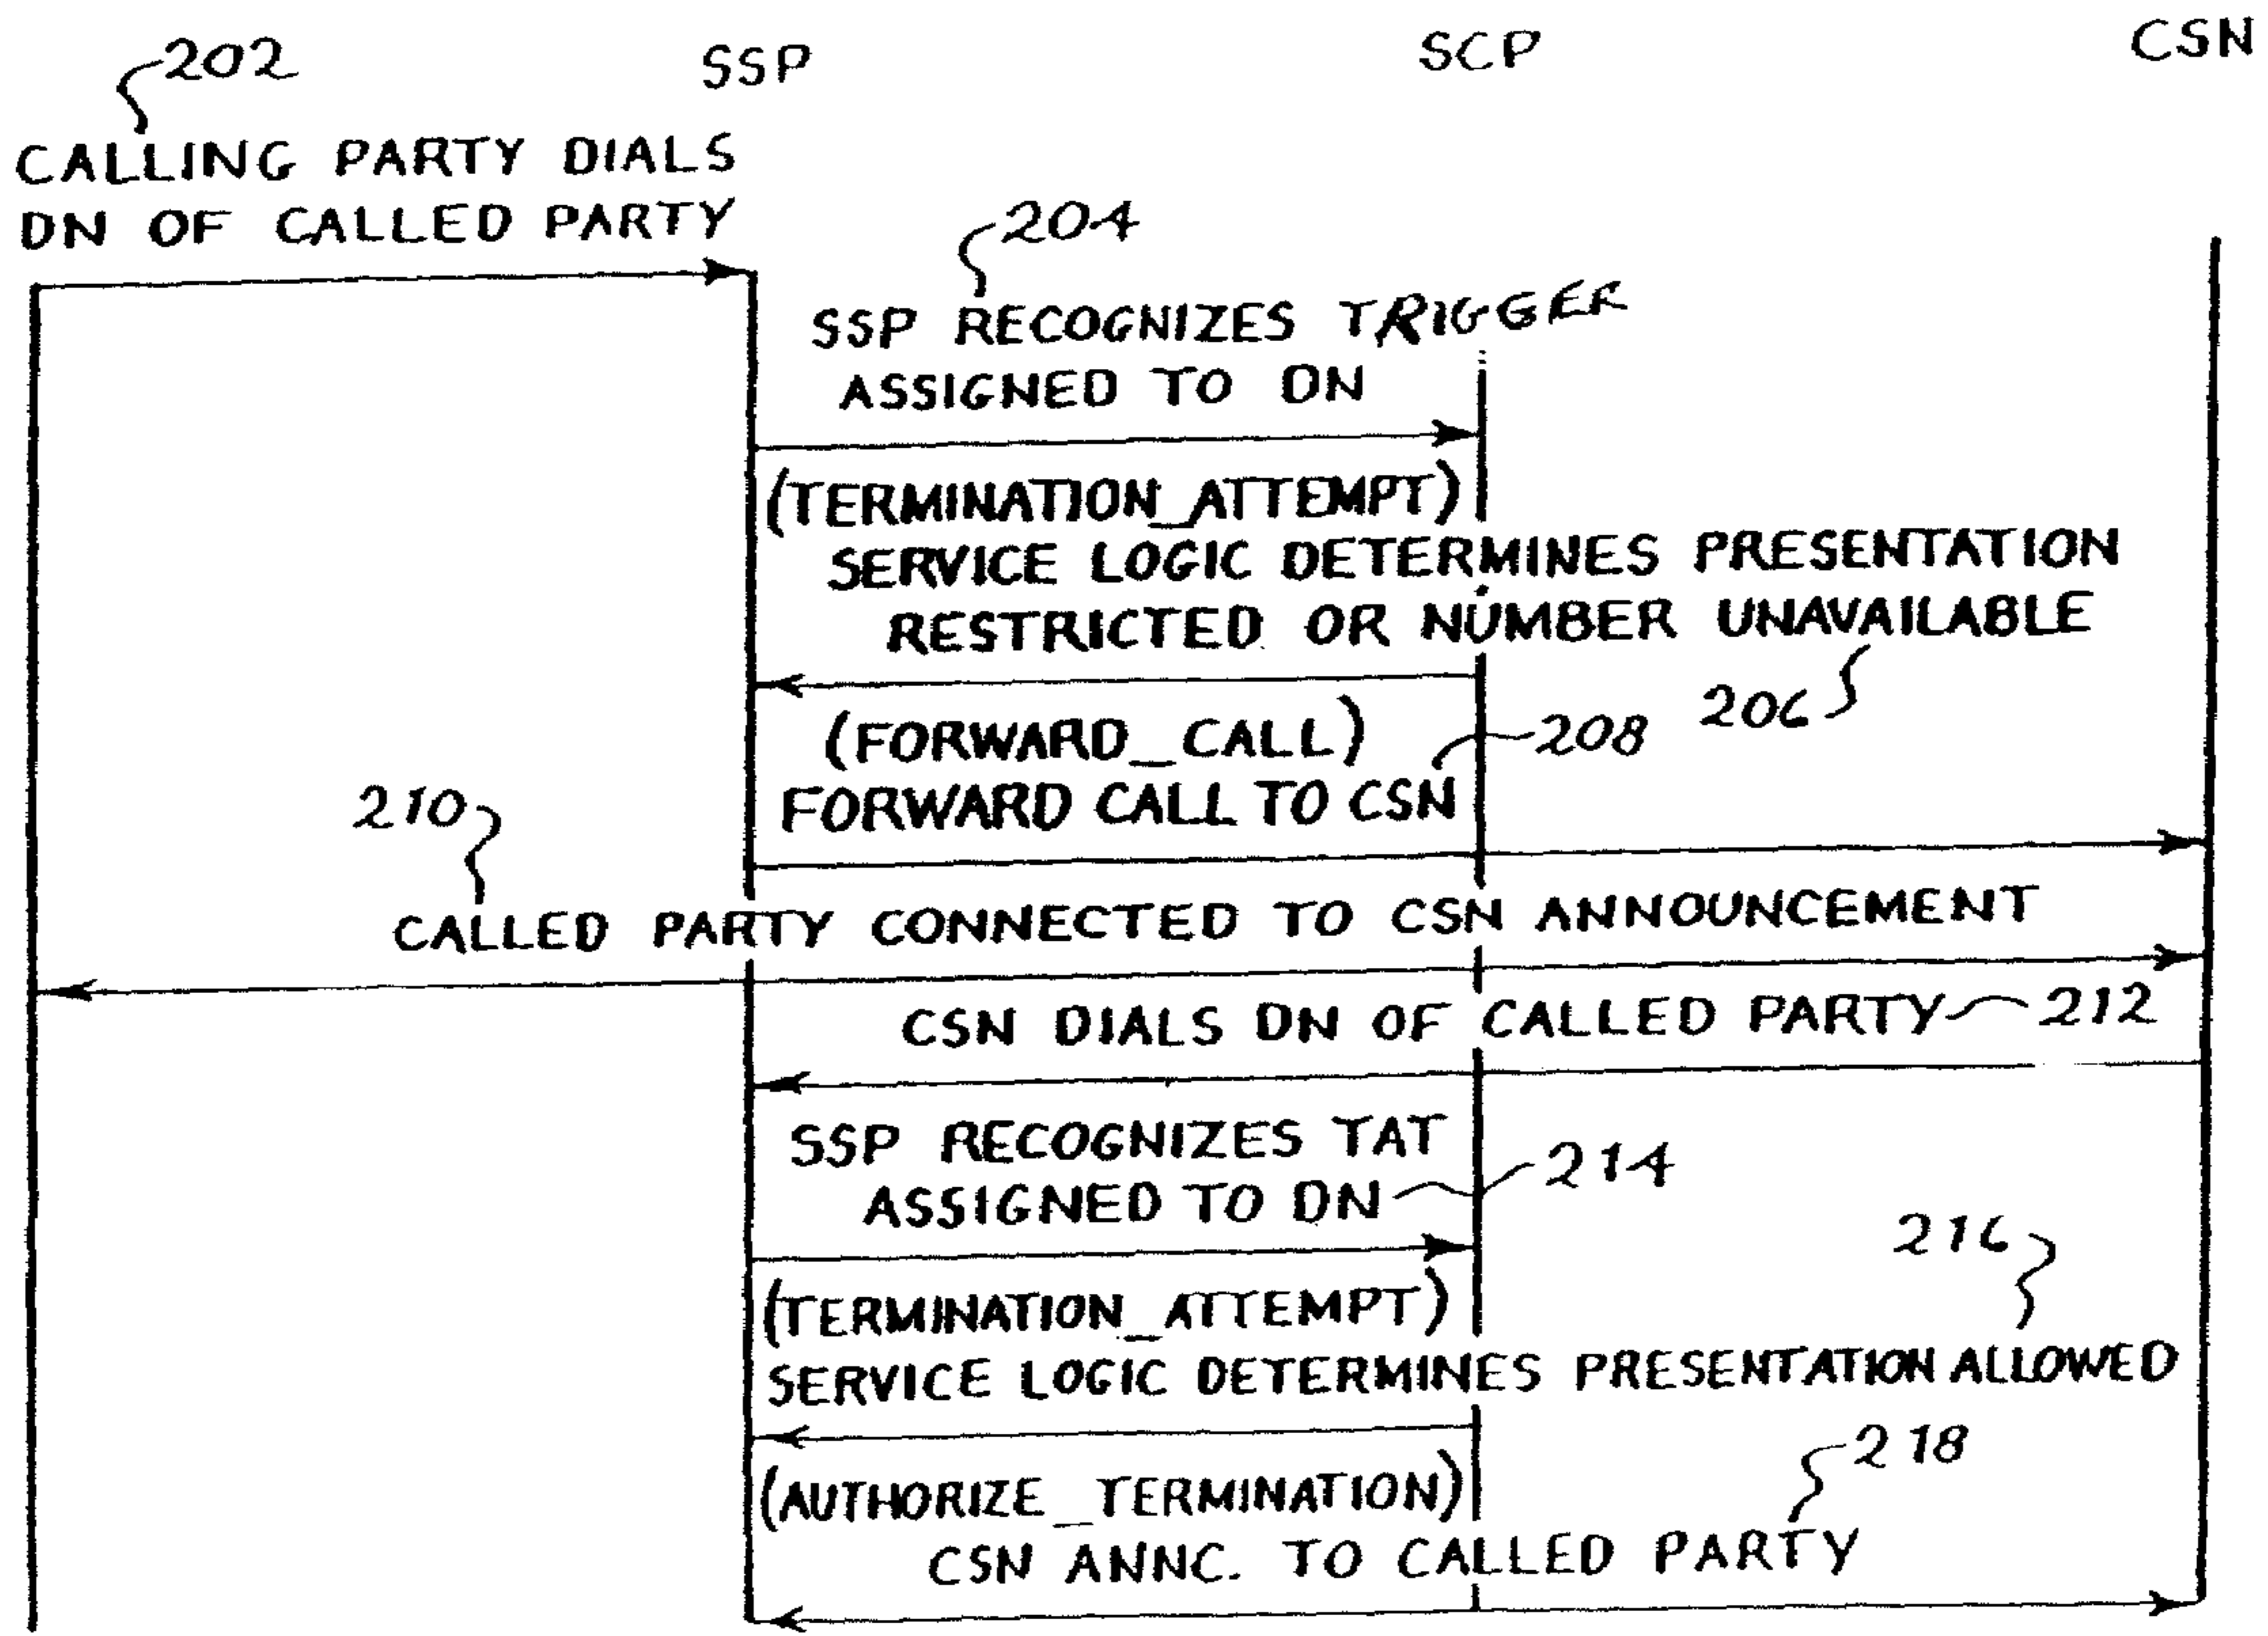 202
SSP
SCP
CSN
CALLING PARTY DIALS
DN OF CALLED PARTY
204
SSP RECOGNIZES TRIGGER
ASSIGNED TO DN
(TERMINATION_ATTEMPT)
SERVICE LOGIC DETERMINES PRESENTATION
RESTRICTED OR NUMBER UNAVAILABLE
206
(FORWARD_CALL)
208
FORWARD CALL TO CSN
210
CALLED PARTY CONNECTED TO CSN ANNOUNCEMENT
CSN DIALS DN OF CALLED PARTY 212
SSP RECOGNIZES TAT
ASSIGNED TO DN
214
216
(TERMINATION_ATTEMPT)
SERVICE LOGIC DETERMINES PRESENTATION ALLOWED
218
(AUTHORIZE_TERMINATION)
CSN ANNC. TO CALLED PARTY